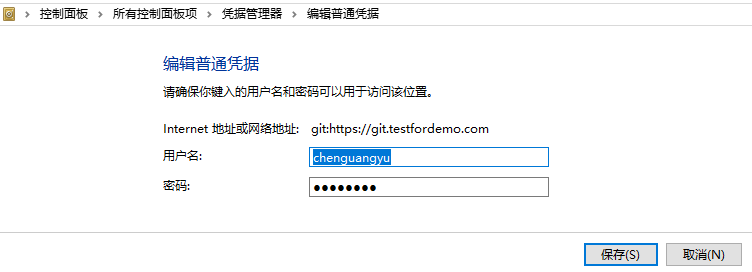 控制面板 > 所有控制面板项 > 凭据管理器 > 编辑普通凭据
编辑普通凭据
请确保你键入的用户名和密码可以用于访问该位置。
Internet 地址或网络地址: git:https://git.testfordemo.com
用户名: chenguangyu
密码: ●●●●●●●●
保存(S) 取消(N)